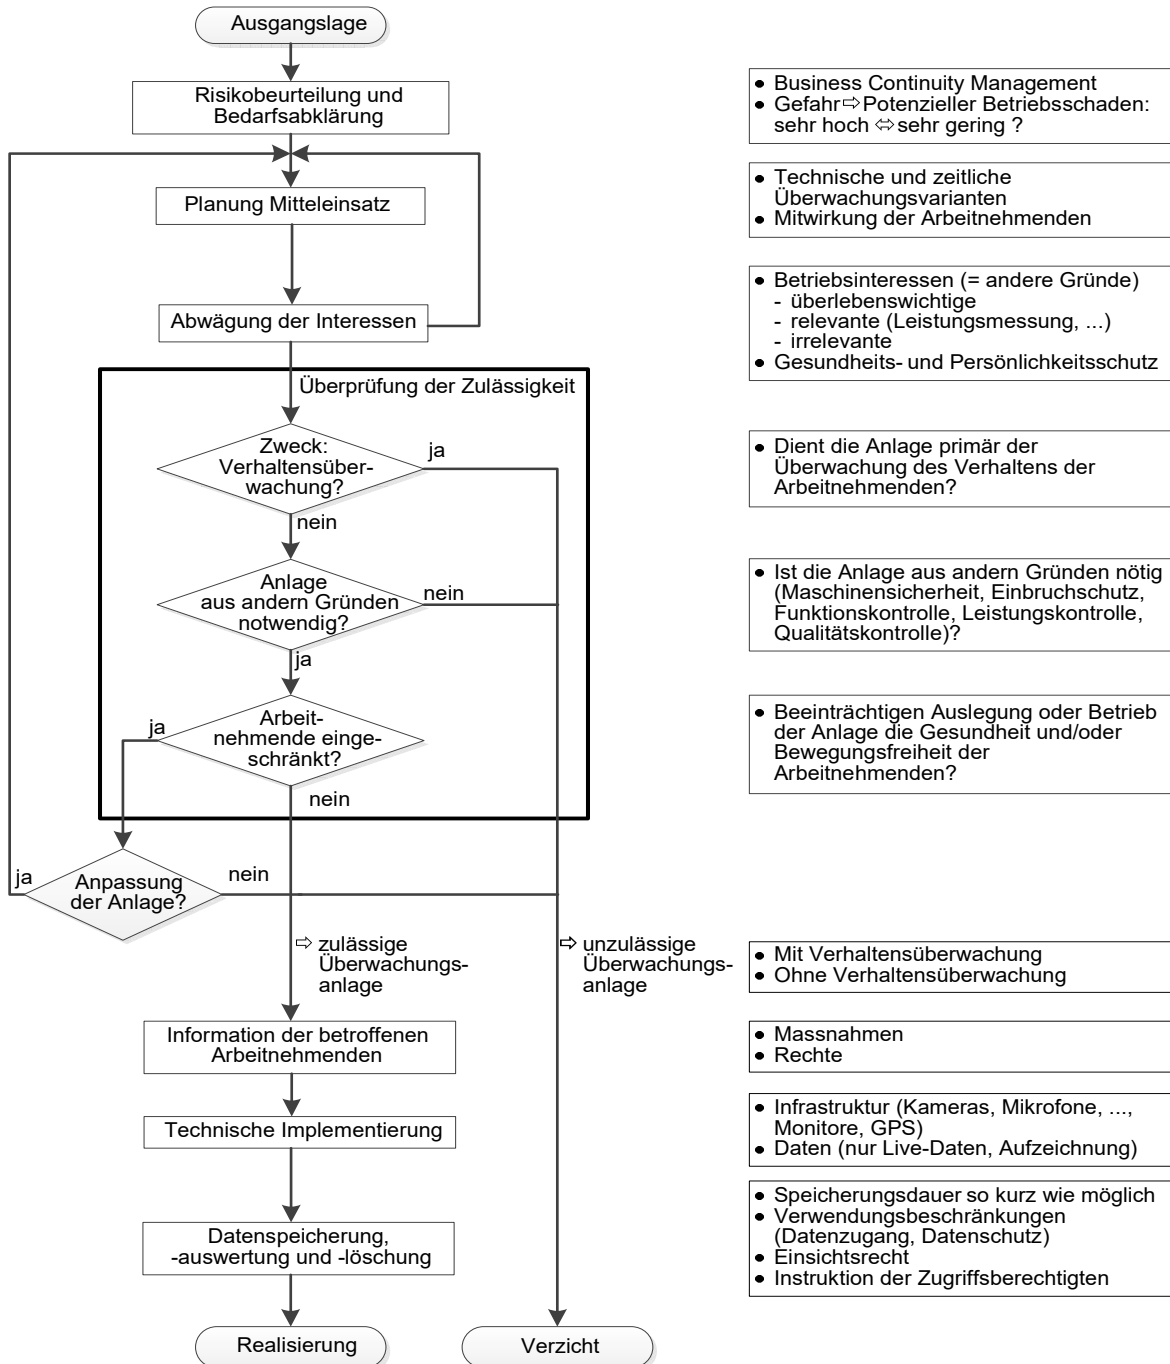 Ausgangslage
Risikobeurteilung und
Bedarfsabklärung
• Business Continuity Management
• Gefahr ⇨ Potenzieller Betriebsschaden:
sehr hoch ⇔ sehr gering ?
Planung Mitteleinsatz
• Technische und zeitliche
Überwachungsvarianten
• Mitwirkung der Arbeitnehmenden
Abwägung der Interessen
• Betriebsinteressen (= andere Gründe)
- überlebenswichtige
- relevante (Leistungsmessung, ...)
- irrelevante
• Gesundheits- und Persönlichkeitsschutz
Überprüfung der Zulässigkeit
Zweck:
Verhaltensüber-
wachung?
ja
nein
• Dient die Anlage primär der
Überwachung des Verhaltens der
Arbeitnehmenden?
Anlage
aus andern Gründen
notwendig?
nein
ja
• Ist die Anlage aus andern Gründen nötig
(Maschinensicherheit, Einbruchschutz,
Funktionskontrolle, Leistungskontrolle,
Qualitätskontrolle)?
ja
Arbeit-
nehmende einge-
schränkt?
nein
• Beeinträchtigen Auslegung oder Betrieb
der Anlage die Gesundheit und/oder
Bewegungsfreiheit der
Arbeitnehmenden?
ja
Anpassung
der Anlage?
nein
⇨ zulässige
Überwachungs-
anlage
⇨ unzulässige
Überwachungs-
anlage
• Mit Verhaltensüberwachung
• Ohne Verhaltensüberwachung
Information der betroffenen
Arbeitnehmenden
• Massnahmen
• Rechte
Technische Implementierung
• Infrastruktur (Kameras, Mikrofone, ...,
Monitore, GPS)
• Daten (nur Live-Daten, Aufzeichnung)
Datenspeicherung,
-auswertung und -löschung
• Speicherungsdauer so kurz wie möglich
• Verwendungsbeschränkungen
(Datenzugang, Datenschutz)
• Einsichtsrecht
• Instruktion der Zugriffsberechtigten
Realisierung
Verzicht